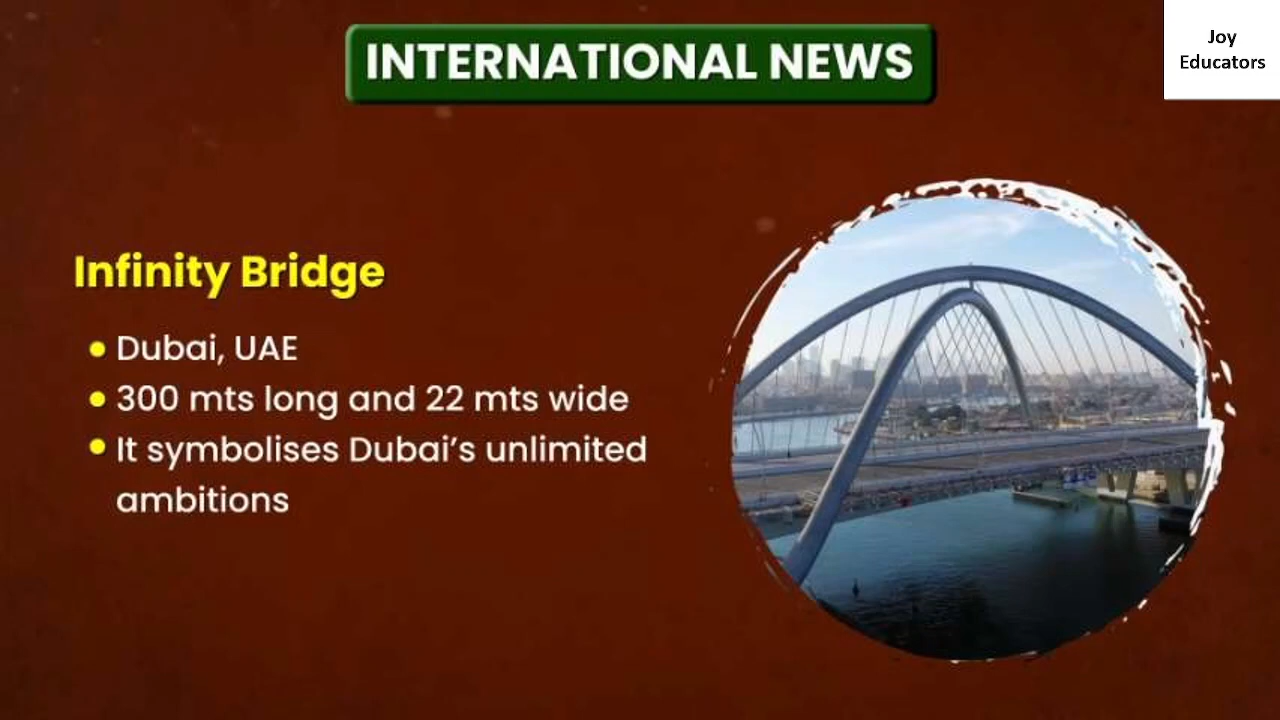 INTERNATIONAL NEWS
Joy
Educators
Infinity Bridge
Dubai, UAE
300 mts long and 22 mts wide
It symbolises Dubai’s unlimited
ambitions